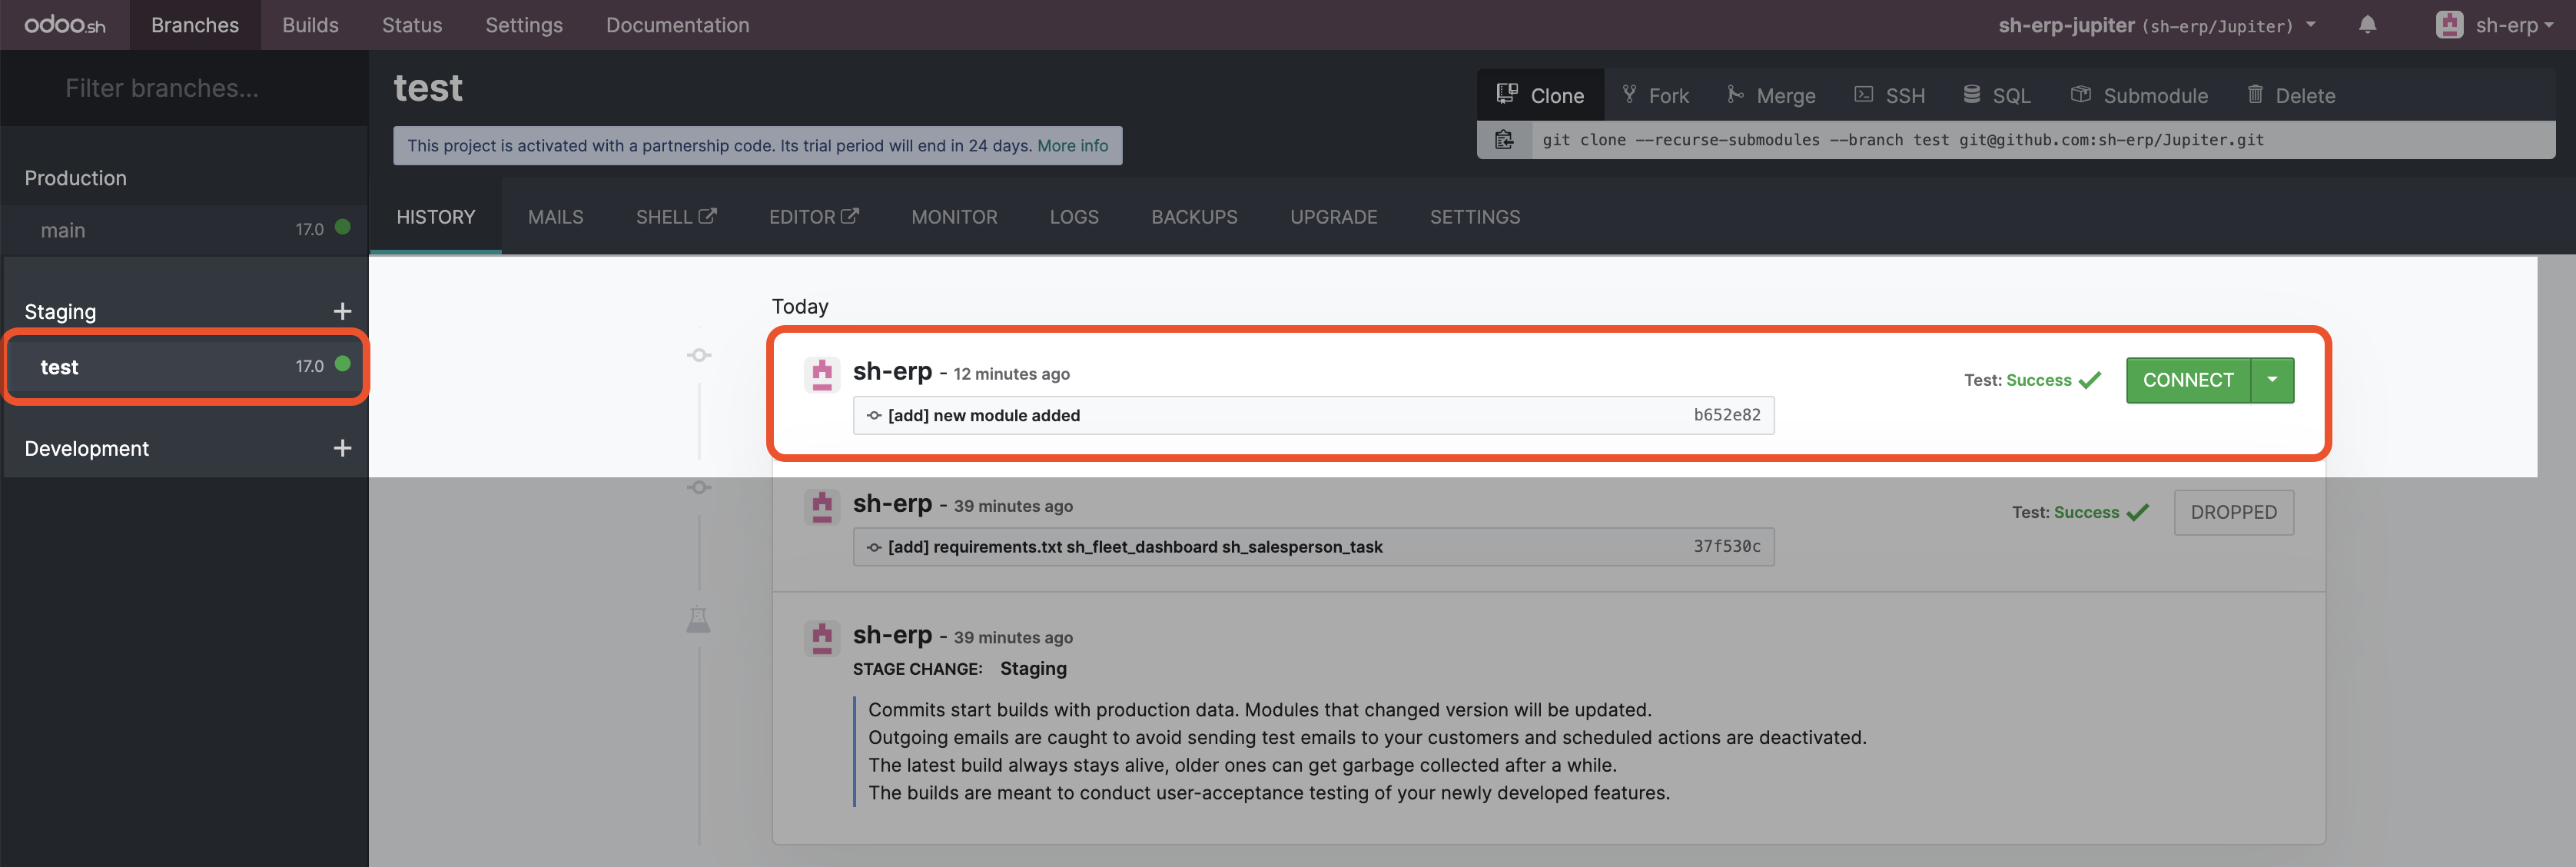 odoo.sh Branches Builds Status Settings Documentation sh-erp-jupiter (sh-erp/Jupiter) sh-erp
Filter branches...
Production
main 17.0
Staging +
test 17.0
Development +
test
This project is activated with a partnership code. Its trial period will end in 24 days. More info
Clone Fork Merge SSH SQL Submodule Delete
git clone --recurse-submodules --branch test git@github.com:sh-erp/Jupiter.git
HISTORY MAILS SHELL EDITOR MONITOR LOGS BACKUPS UPGRADE SETTINGS
Today
sh-erp - 12 minutes ago
Test: Success CONNECT
[add] new module added b652e82
sh-erp - 39 minutes ago
Test: Success DROPPED
[add] requirements.txt sh_fleet_dashboard sh_salesperson_task 37f530c
sh-erp - 39 minutes ago
STAGE CHANGE: Staging
Commits start builds with production data. Modules that changed version will be updated.
Outgoing emails are caught to avoid sending test emails to your customers and scheduled actions are deactivated.
The latest build always stays alive, older ones can get garbage collected after a while.
The builds are meant to conduct user-acceptance testing of your newly developed features.